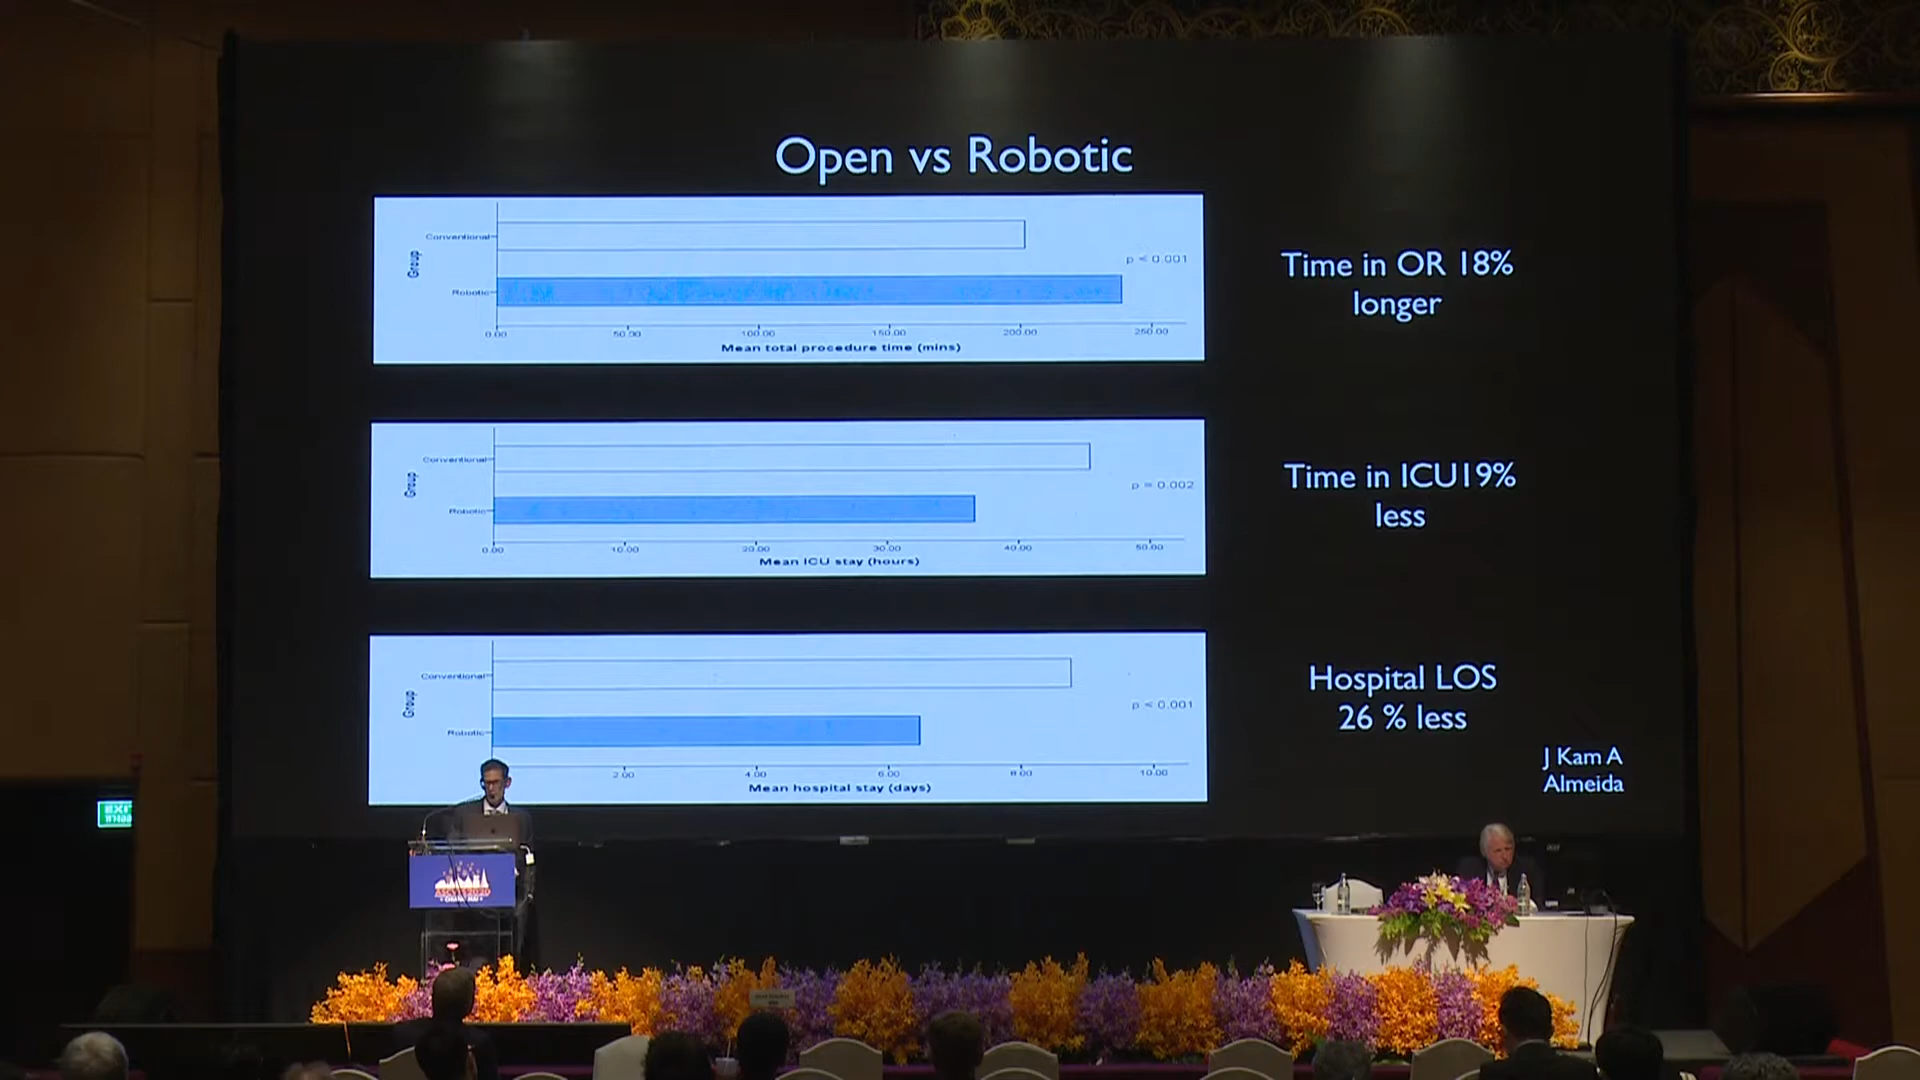 Open vs Robotic
Group
Conventional
Robotic
p < 0.001
0.00 50.00 100.00 150.00 200.00 250.00
Mean total procedure time (mins)
Time in OR 18%
longer
Group
Conventional
Robotic
p = 0.002
0.00 10.00 20.00 30.00 40.00 50.00
Mean ICU stay (hours)
Time in ICU19%
less
Group
Conventional
Robotic
p < 0.001
2.00 4.00 6.00 8.00 10.00
Mean hospital stay (days)
Hospital LOS
26 % less
J Kam A
Almeida
EXIT
ASCVTS2020
CHIANG MAI